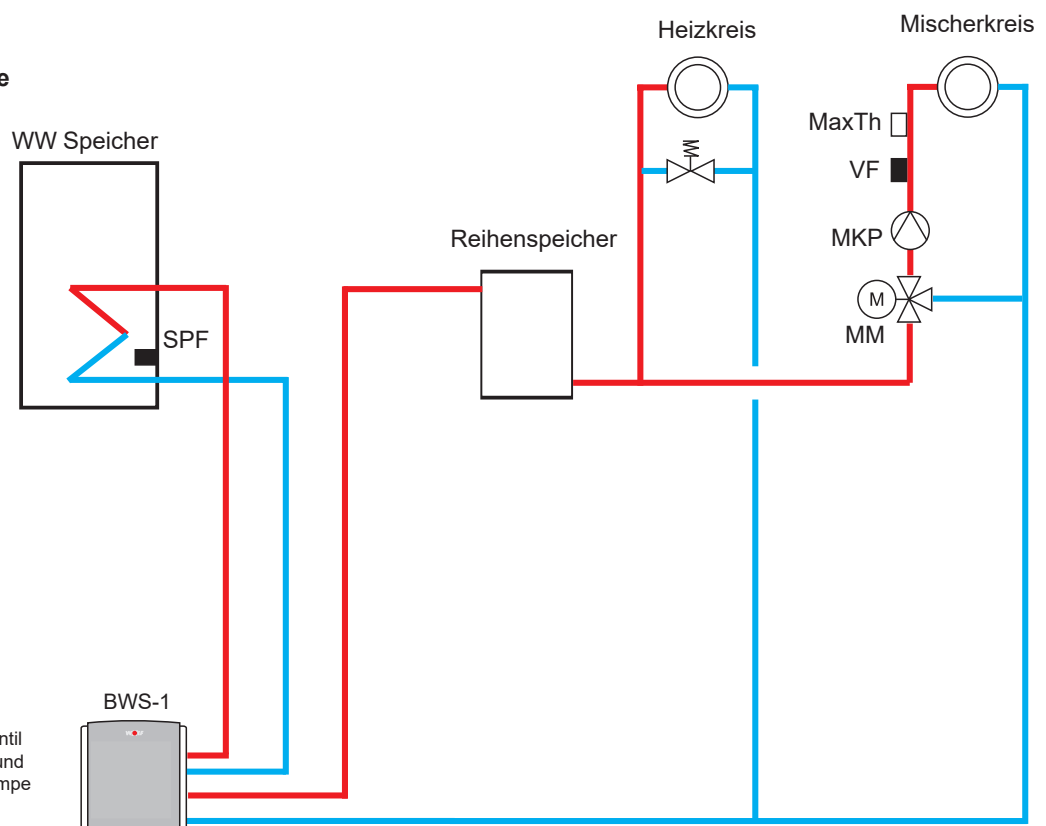 Heizkreis
Mischerkreis
e
WW Speicher
MaxTh
VF
Reihenspeicher
MKP
M
SPF
MM
BWS-1
ntil
und
mpe